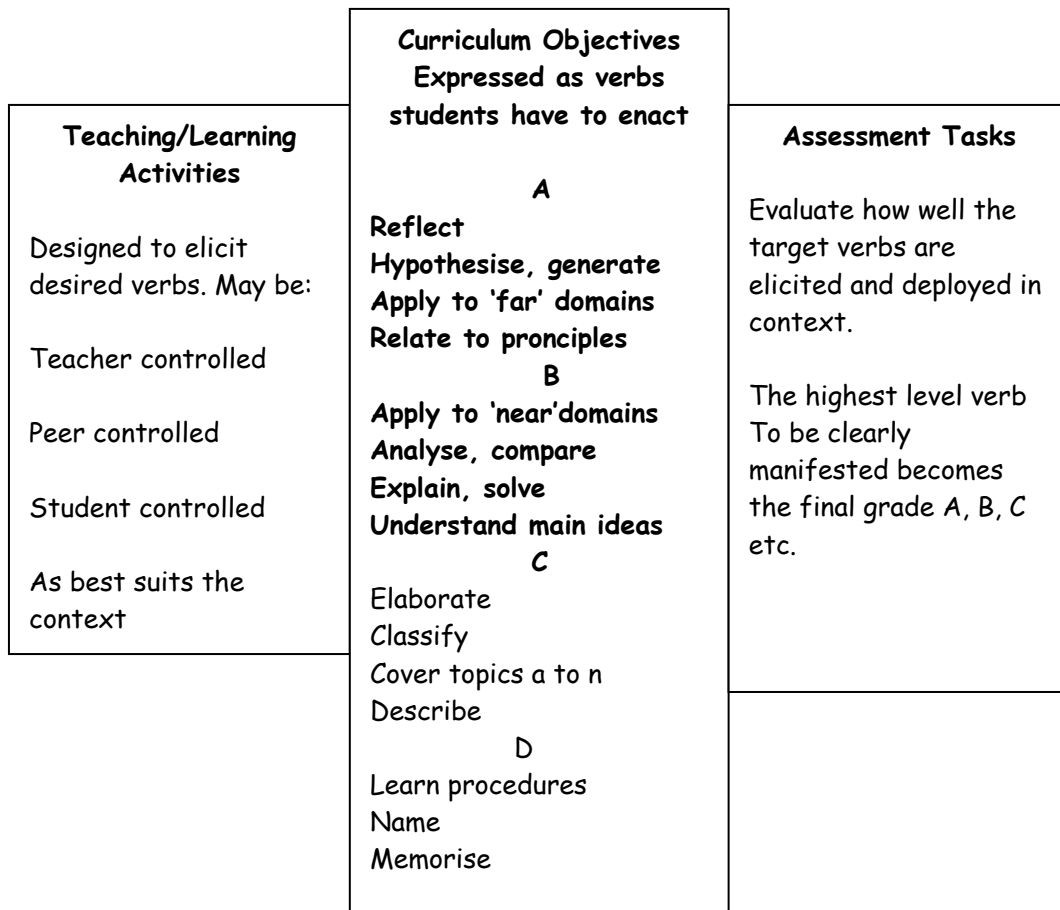 Teaching/Learning
Activities
Designed to elicit
desired verbs. May be:
Teacher controlled
Peer controlled
Student controlled
As best suits the
context
Curriculum Objectives
Expressed as verbs
students have to enact
A
Reflect
Hypothesise, generate
Apply to ‘far’ domains
Relate to pronciples
B
Apply to ‘near’domains
Analyse, compare
Explain, solve
Understand main ideas
C
Elaborate
Classify
Cover topics a to n
Describe
D
Learn procedures
Name
Memorise
Assessment Tasks
Evaluate how well the
target verbs are
elicited and deployed in
context.
The highest level verb
To be clearly
manifested becomes
the final grade A, B, C
etc.